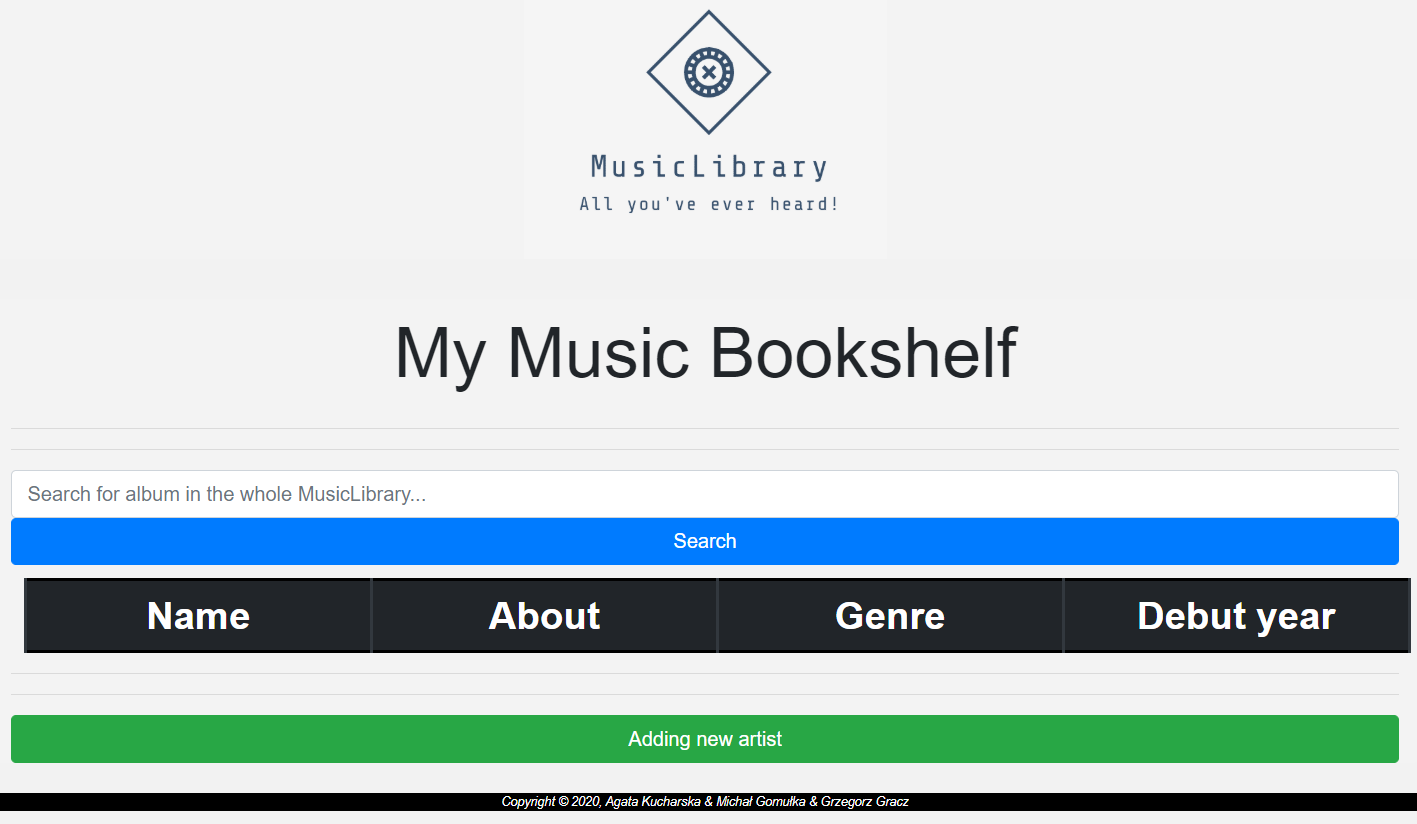 MusicLibrary
All you've ever heard!
My Music Bookshelf
Search for album in the whole MusicLibrary...
Search
Name About Genre Debut year
Adding new artist
Copyright © 2020, Agata Kucharska & Michał Gomułka & Grzegorz Gracz